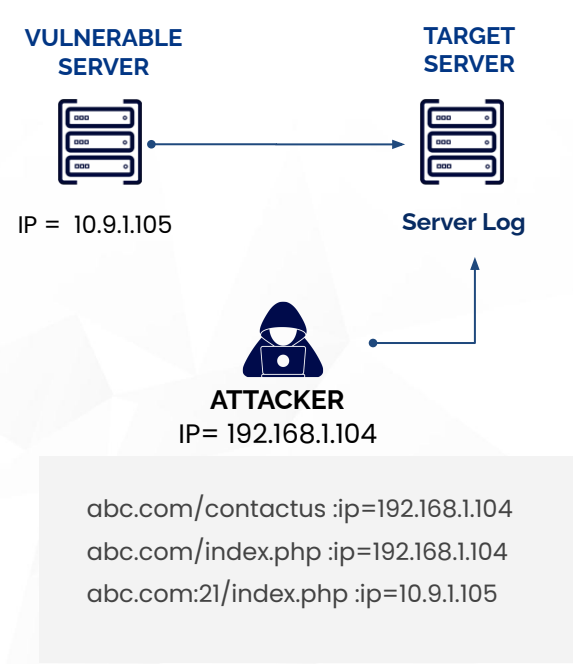 VULNERABLE
SERVER
TARGET
SERVER
IP = 10.9.1.105
Server Log
ATTACKER
IP= 192.168.1.104
abc.com/contactus :ip=192.168.1.104
abc.com/index.php :ip=192.168.1.104
abc.com:21/index.php :ip=10.9.1.105